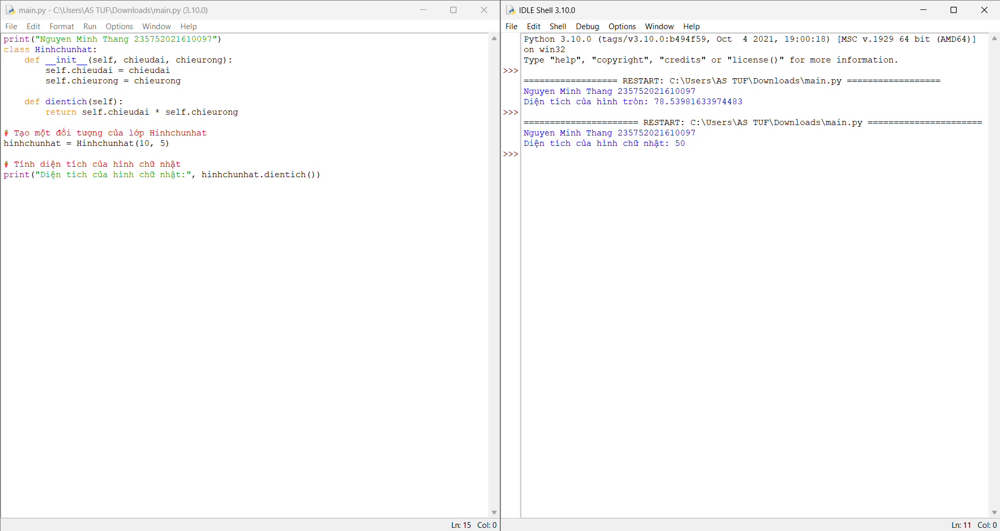 main.py - C:\Users\AS TUF\Downloads\main.py (3.10.0)
File Edit Format Run Options Window Help
print("Nguyen Minh Thang 235752021610097")
class Hinhchunhat:
    def __init__(self, chieudai, chieurong):
        self.chieudai = chieudai
        self.chieurong = chieurong

    def dientich(self):
        return self.chieudai * self.chieurong

# Tạo một đối tượng của lớp Hinhchunhat
hinhchunhat = Hinhchunhat(10, 5)

# Tính diện tích của hình chữ nhật
print("Diện tích của hình chữ nhật:", hinhchunhat.dientich())
Ln: 15 Col: 0
IDLE Shell 3.10.0
File Edit Shell Debug Options Window Help
Python 3.10.0 (tags/v3.10.0:b494f59, Oct  4 2021, 19:00:18) [MSC v.1929 64 bit (AMD64)]
on win32
Type "help", "copyright", "credits" or "license()" for more information.
>>>
================== RESTART: C:\Users\AS TUF\Downloads\main.py ==================
Nguyen Minh Thang 235752021610097
Diện tích của hình tròn: 78.53981633974483
>>>
====================== RESTART: C:\Users\AS TUF\Downloads\main.py ======================
Nguyen Minh Thang 235752021610097
Diện tích của hình chữ nhật: 50
>>>
Ln: 11 Col: 0